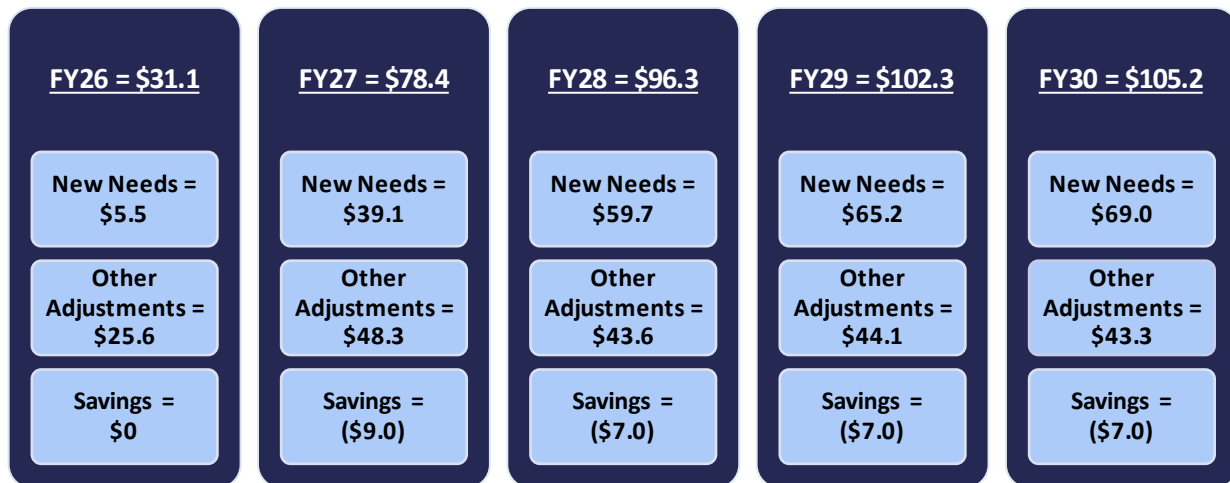 FY26 = $31.1
New Needs =
$5.5
Other
Adjustments =
$25.6
Savings =
$0
FY27 = $78.4
New Needs =
$39.1
Other
Adjustments =
$48.3
Savings =
($9.0)
FY28 = $96.3
New Needs =
$59.7
Other
Adjustments =
$43.6
Savings =
($7.0)
FY29 = $102.3
New Needs =
$65.2
Other
Adjustments =
$44.1
Savings =
($7.0)
FY30 = $105.2
New Needs =
$69.0
Other
Adjustments =
$43.3
Savings =
($7.0)